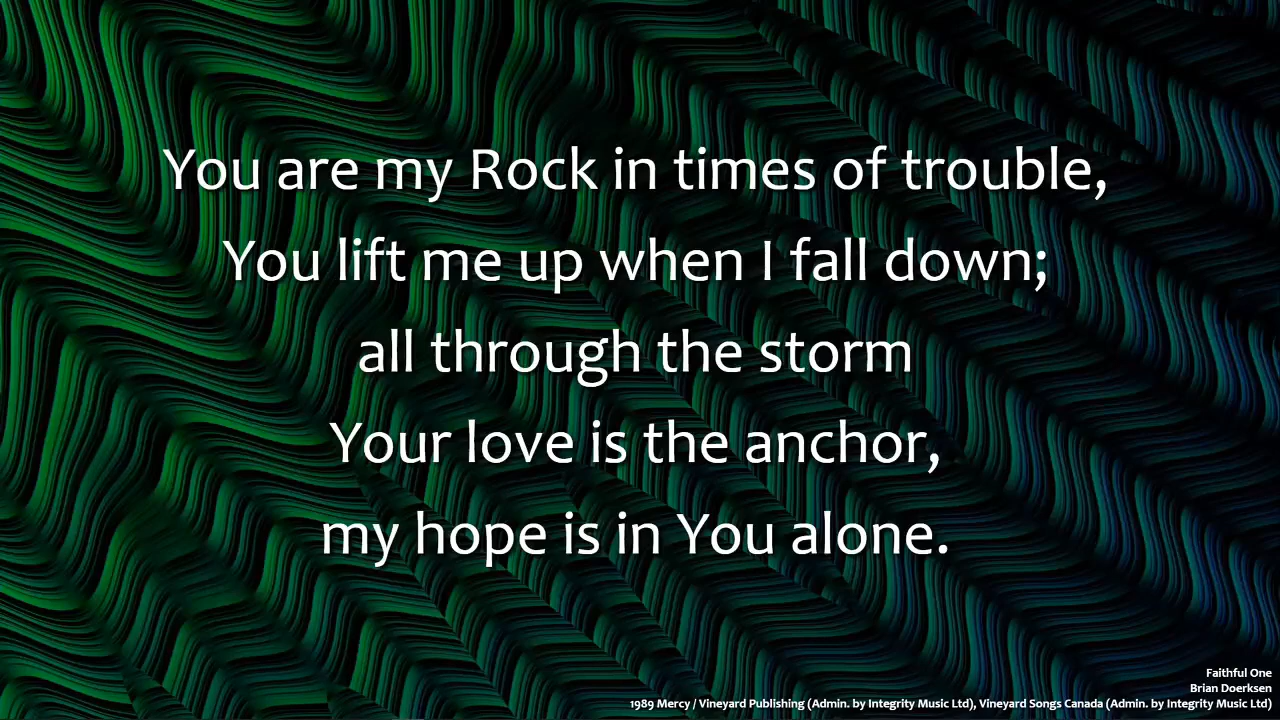 You are my Rock in times of trouble,
You lift me up when I fall down;
all through the storm
Your love is the anchor,
my hope is in You alone.
Faithful One
Brian Doerksen
1989 Mercy / Vineyard Publishing (Admin. by Integrity Music Ltd), Vineyard Songs Canada (Admin. by Integrity Music Ltd)